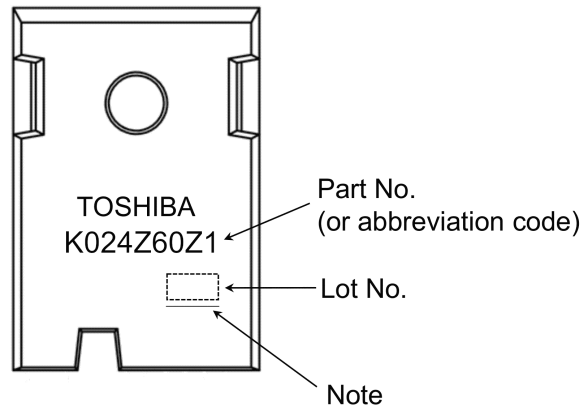 TOSHIBA
K024Z60Z1
Part No.
(or abbreviation code)
Lot No.
Note